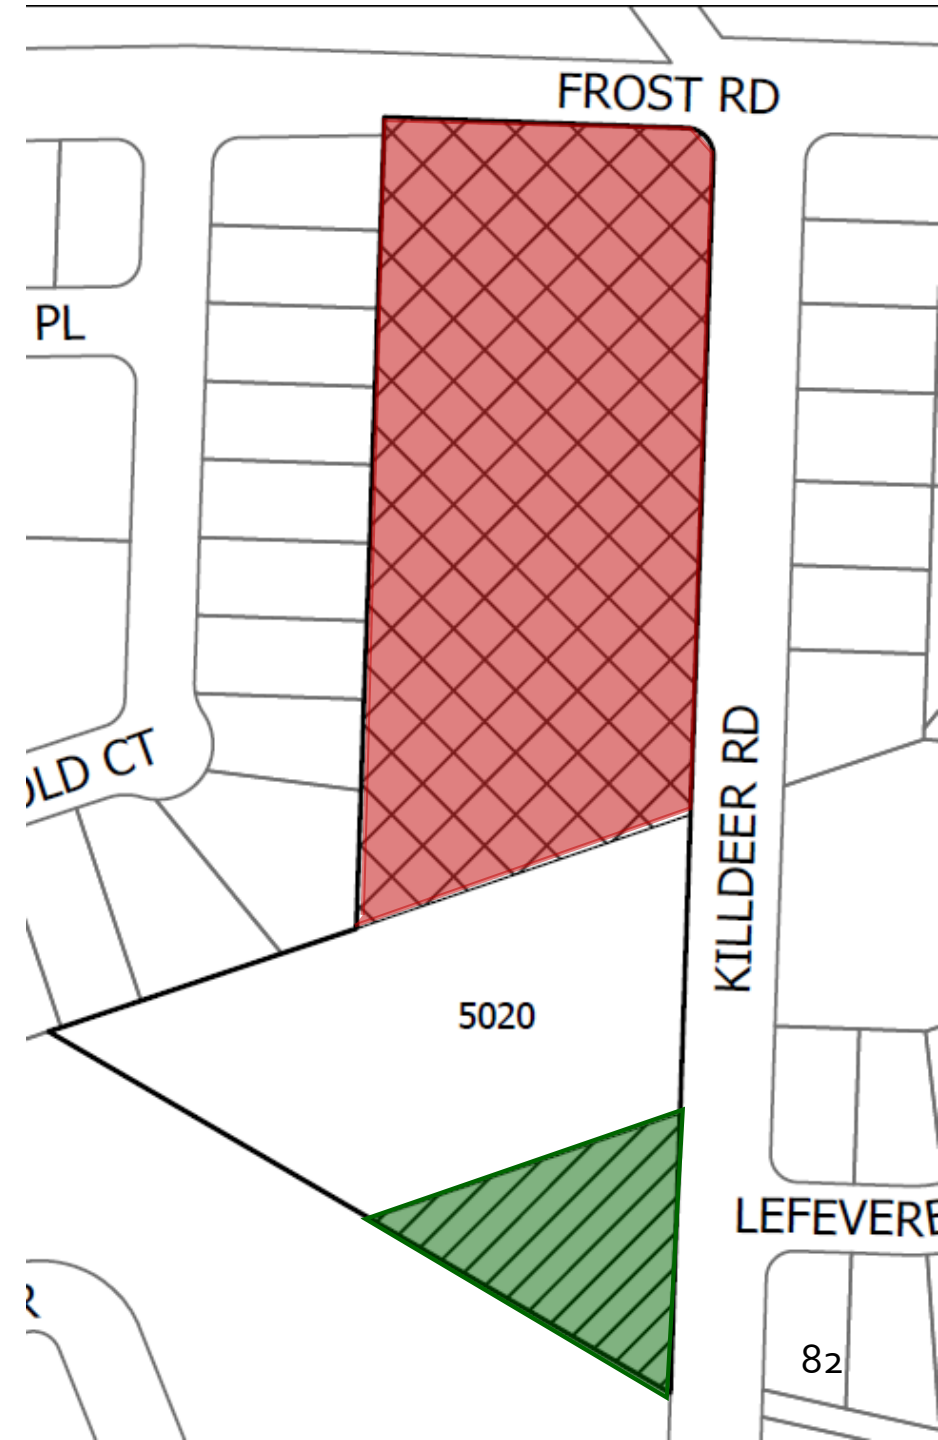 FROST RD
PL
OLD CT
KILLDEER RD
5020
LEFEVERE
R
82